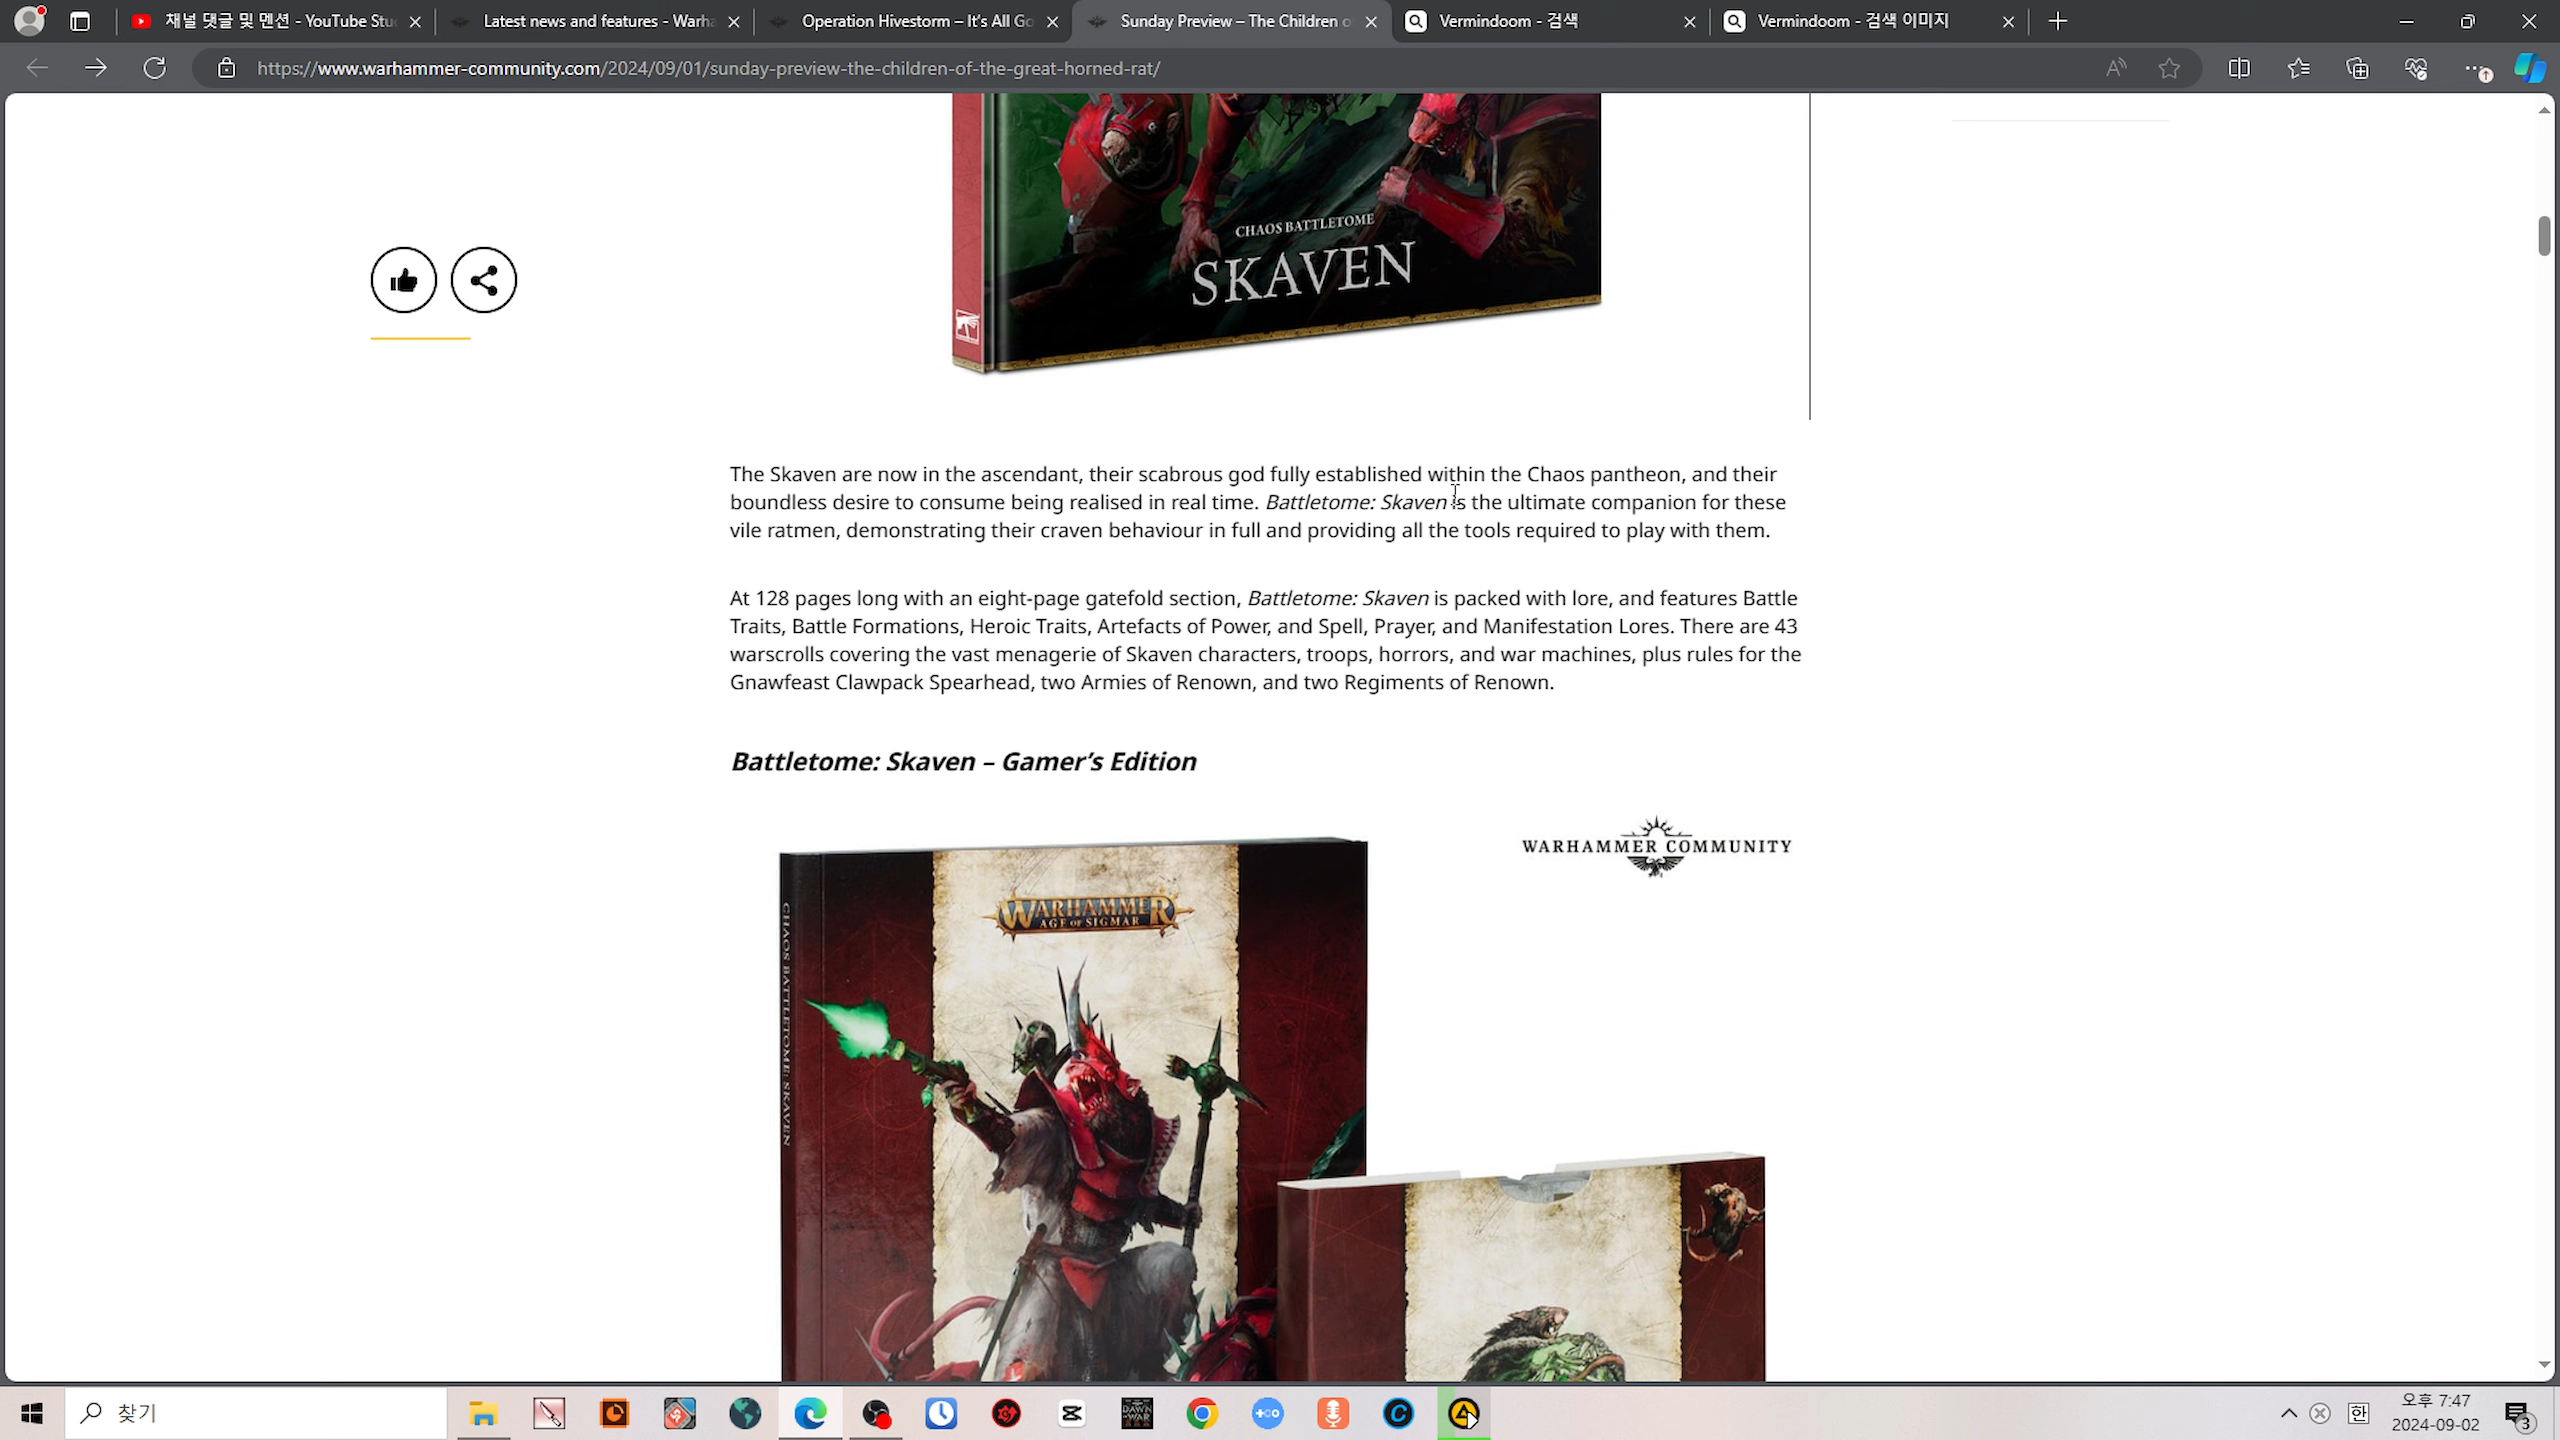 채널 댓글 및 멘션 - YouTube Stu
Latest news and features - Warha
Operation Hivestorm – It's All Go
Sunday Preview – The Children o
Vermindoom - 검색
Vermindoom - 검색 이미지
https://www.warhammer-community.com/2024/09/01/sunday-preview-the-children-of-the-great-horned-rat/
CHAOS BATTLETOME
SKAVEN
The Skaven are now in the ascendant, their scabrous god fully established within the Chaos pantheon, and their
boundless desire to consume being realised in real time. Battletome: Skaven is the ultimate companion for these
vile ratmen, demonstrating their craven behaviour in full and providing all the tools required to play with them.
At 128 pages long with an eight-page gatefold section, Battletome: Skaven is packed with lore, and features Battle
Traits, Battle Formations, Heroic Traits, Artefacts of Power, and Spell, Prayer, and Manifestation Lores. There are 43
warscrolls covering the vast menagerie of Skaven characters, troops, horrors, and war machines, plus rules for the
Gnawfeast Clawpack Spearhead, two Armies of Renown, and two Regiments of Renown.
Battletome: Skaven – Gamer's Edition
WARHAMMER COMMUNITY
WARHAMMER
AGE OF SIGMAR
CHAOS BATTLETOME: SKAVEN
찾기
DAWN
WAR
한
오후 7:47
2024-09-02
3